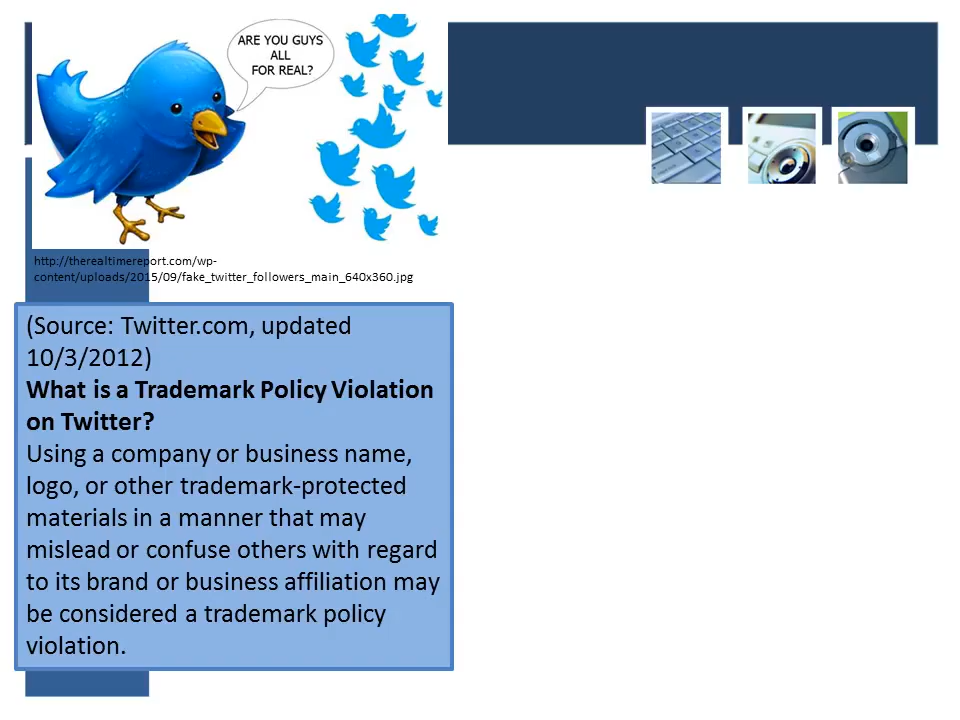 ARE YOU GUYS
ALL
FOR REAL?
http://therealtimereport.com/wp-
content/uploads/2015/09/fake_twitter_followers_main_640x360.jpg
(Source: Twitter.com, updated
10/3/2012)
What is a Trademark Policy Violation
on Twitter?
Using a company or business name,
logo, or other trademark-protected
materials in a manner that may
mislead or confuse others with regard
to its brand or business affiliation may
be considered a trademark policy
violation.